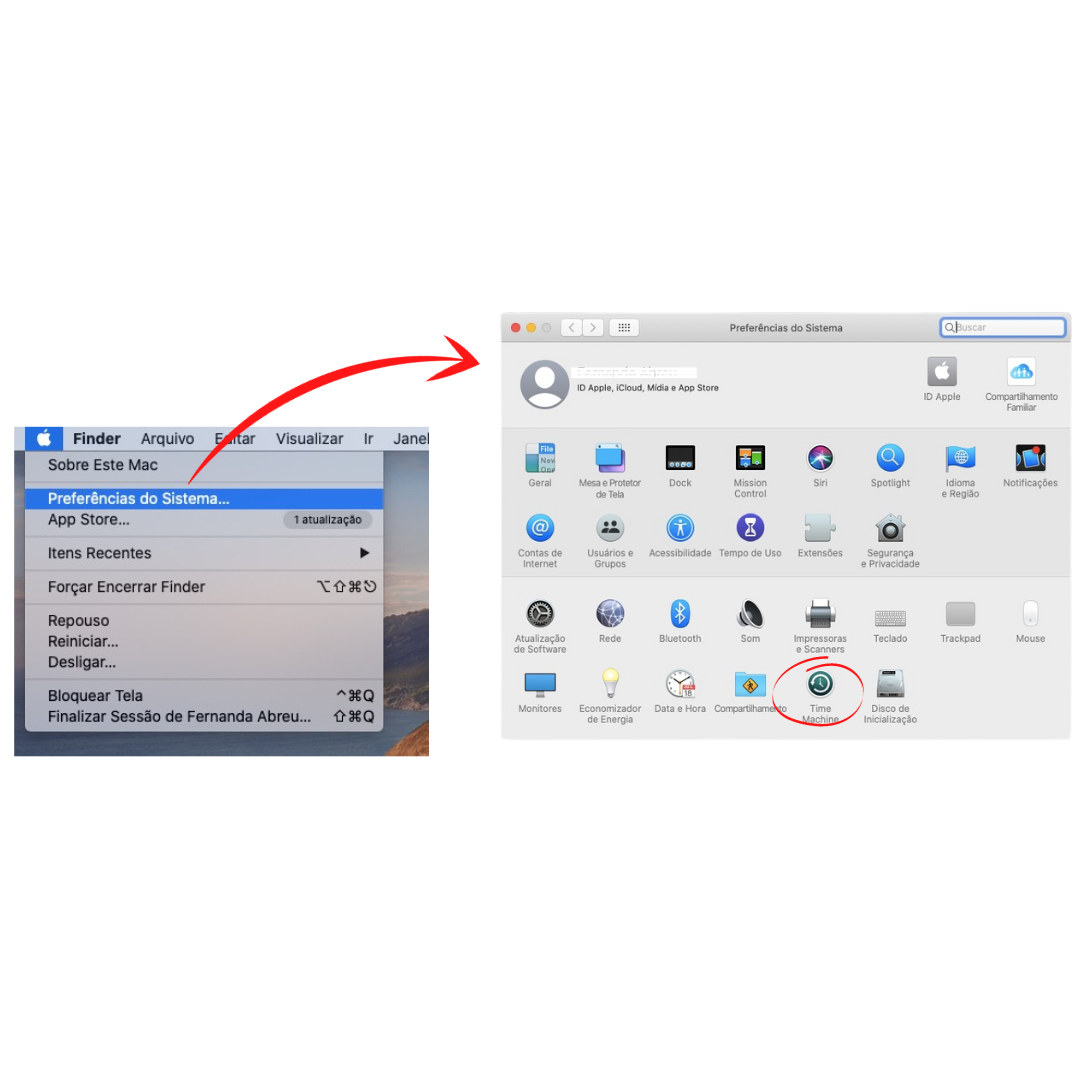 Finder Arquivo Editar Visualizar Ir Janel
Sobre Este Mac
Preferências do Sistema...
App Store... 1 atualização
Itens Recentes
Forçar Encerrar Finder ⌥⇧⌘⎋
Repouso
Reiniciar...
Desligar...
Bloquear Tela ^⌘Q
Finalizar Sessão de Fernanda Abreu... ⇧⌘Q
Preferências do Sistema
Buscar
ID Apple, iCloud, Mídia e App Store
ID Apple
Compartilhamento
Familiar
File
New
Ope
Geral
Mesa e Protetor
de Tela
Dock
Mission
Control
Siri
Spotlight
Idioma
e Região
Notificações
Contas de
Internet
Usuários e
Grupos
Acessibilidade
Tempo de Uso
Extensões
Segurança
e Privacidade
Atualização
de Software
Rede
Bluetooth
Som
Impressoras
e Scanners
Teclado
Trackpad
Mouse
Monitores
Economizador
de Energia
18
Data e Hora
Compartilhamento
Time
Machine
Disco de
Inicialização